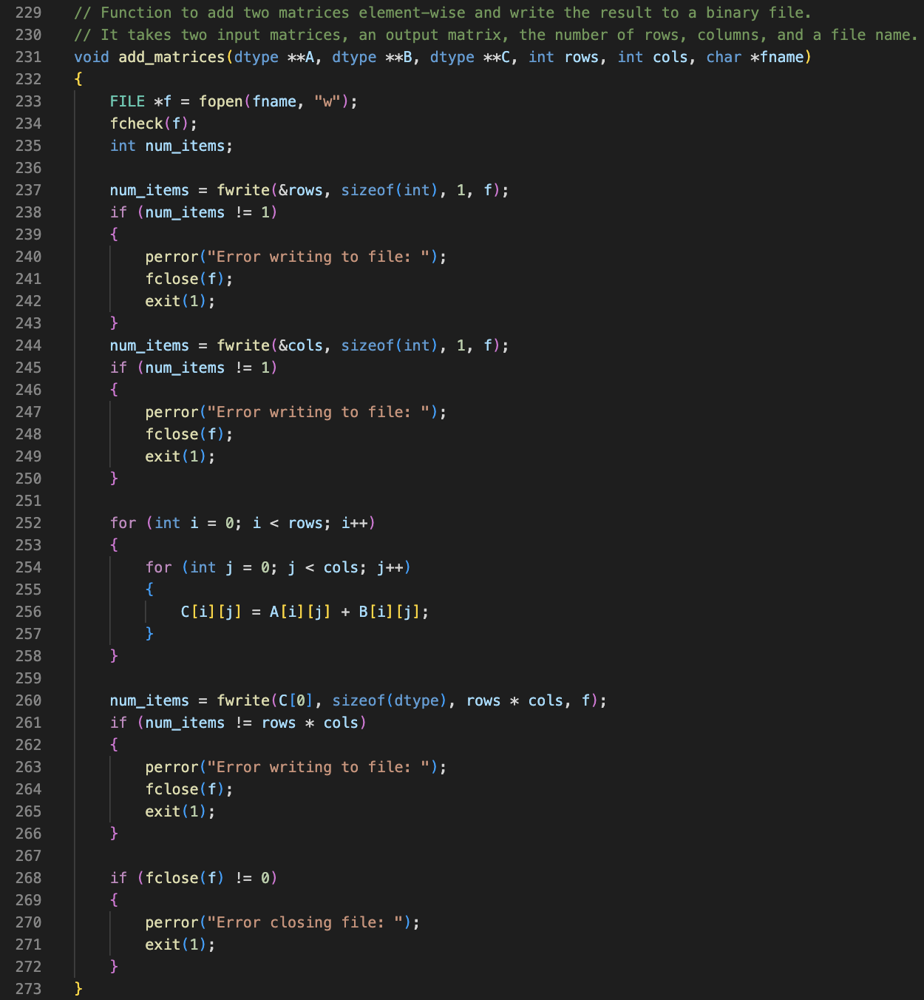 229 // Function to add two matrices element-wise and write the result to a binary file.
230 // It takes two input matrices, an output matrix, the number of rows, columns, and a file name.
231 void add_matrices(dtype **A, dtype **B, dtype **C, int rows, int cols, char *fname)
232 {
233     FILE *f = fopen(fname, "w");
234     fcheck(f);
235     int num_items;
236
237     num_items = fwrite(&rows, sizeof(int), 1, f);
238     if (num_items != 1)
239     {
240         perror("Error writing to file: ");
241         fclose(f);
242         exit(1);
243     }
244     num_items = fwrite(&cols, sizeof(int), 1, f);
245     if (num_items != 1)
246     {
247         perror("Error writing to file: ");
248         fclose(f);
249         exit(1);
250     }
251
252     for (int i = 0; i < rows; i++)
253     {
254         for (int j = 0; j < cols; j++)
255         {
256             C[i][j] = A[i][j] + B[i][j];
257         }
258     }
259
260     num_items = fwrite(C[0], sizeof(dtype), rows * cols, f);
261     if (num_items != rows * cols)
262     {
263         perror("Error writing to file: ");
264         fclose(f);
265         exit(1);
266     }
267
268     if (fclose(f) != 0)
269     {
270         perror("Error closing file: ");
271         exit(1);
272     }
273 }